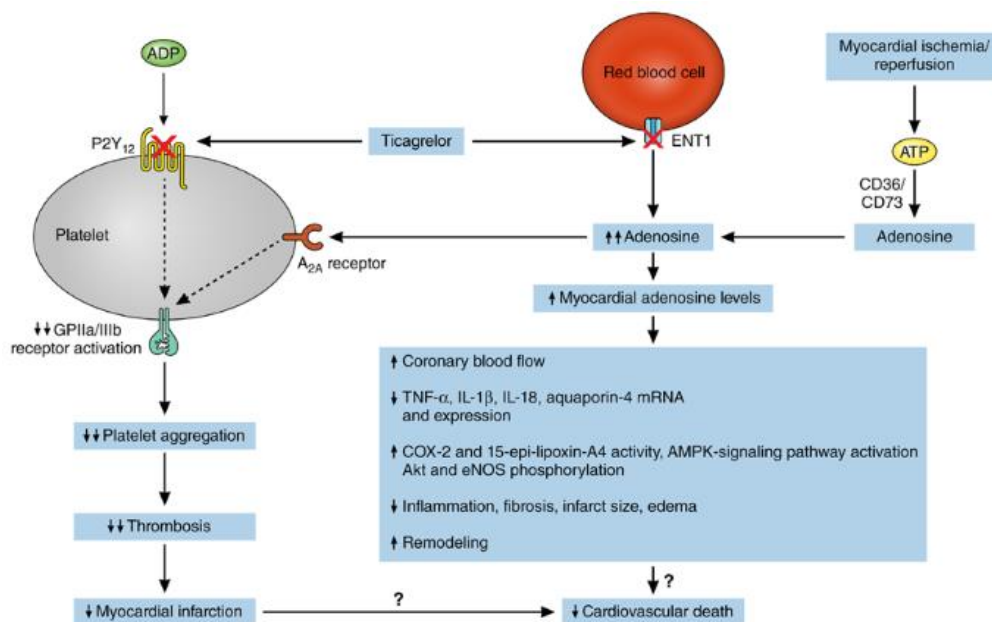 ADP
P2Y12
Platelet
Ticagrelor
Red blood cell
ENT1
Myocardial ischemia/
reperfusion
ATP
CD36/
CD73
Adenosine
↑↑Adenosine
A2A receptor
↑Myocardial adenosine levels
↓↓GPIIa/IIIb
receptor activation
↓↓Platelet aggregation
↓↓Thrombosis
↓Myocardial infarction
↑ Coronary blood flow
↓ TNF-α, IL-1β, IL-18, aquaporin-4 mRNA
and expression
↑ COX-2 and 15-epi-lipoxin-A4 activity, AMPK-signaling pathway activation
Akt and eNOS phosphorylation
↓ Inflammation, fibrosis, infarct size, edema
↑ Remodeling
?
?
↓Cardiovascular death